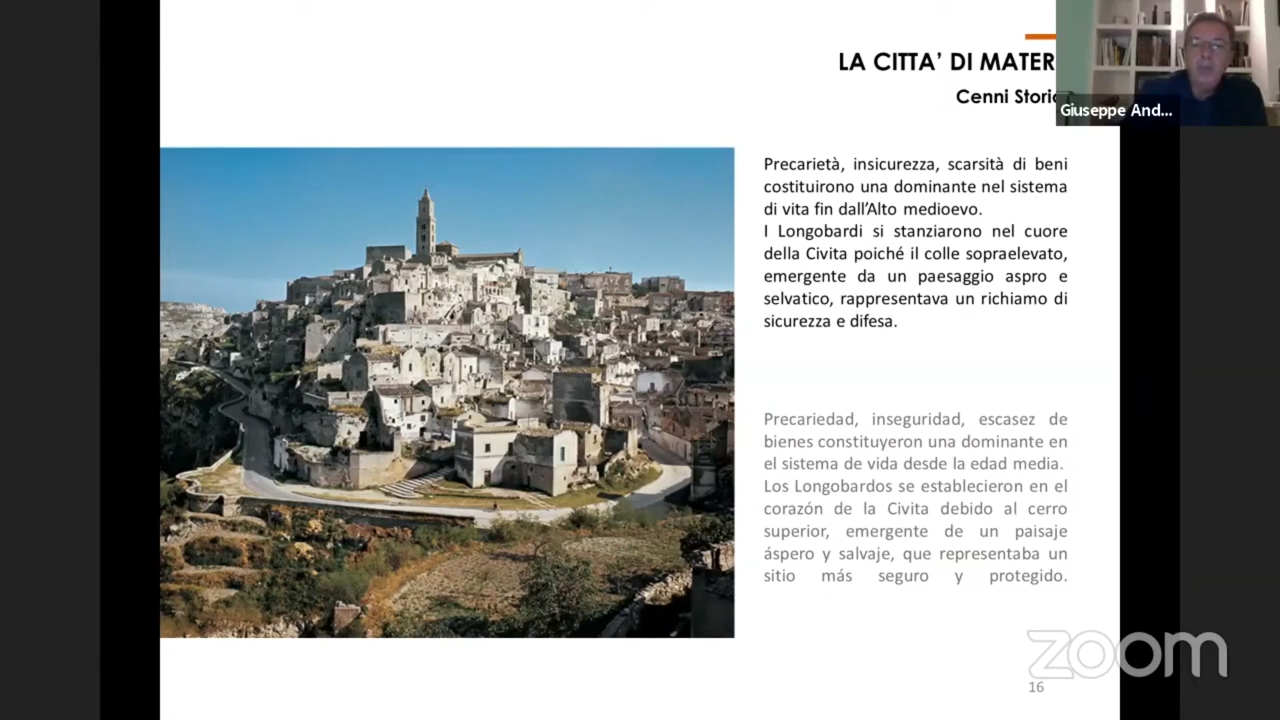 LA CITTA' DI MATER
Cenni Storic
Giuseppe And...
Precarietà, insicurezza, scarsità di beni
costituirono una dominante nel sistema
di vita fin dall'Alto medioevo.
I Longobardi si stanziarono nel cuore
della Civita poiché il colle sopraelevato,
emergente da un paesaggio aspro e
selvatico, rappresentava un richiamo di
sicurezza e difesa.
Precariedad, inseguridad, escasez de
bienes constituyeron una dominante en
el sistema de vida desde la edad media.
Los Longobardos se establecieron en el
corazón de la Civita debido al cerro
superior, emergente de un paisaje
áspero y salvaje, que representaba un
sitio más seguro y protegido.
zoom
16